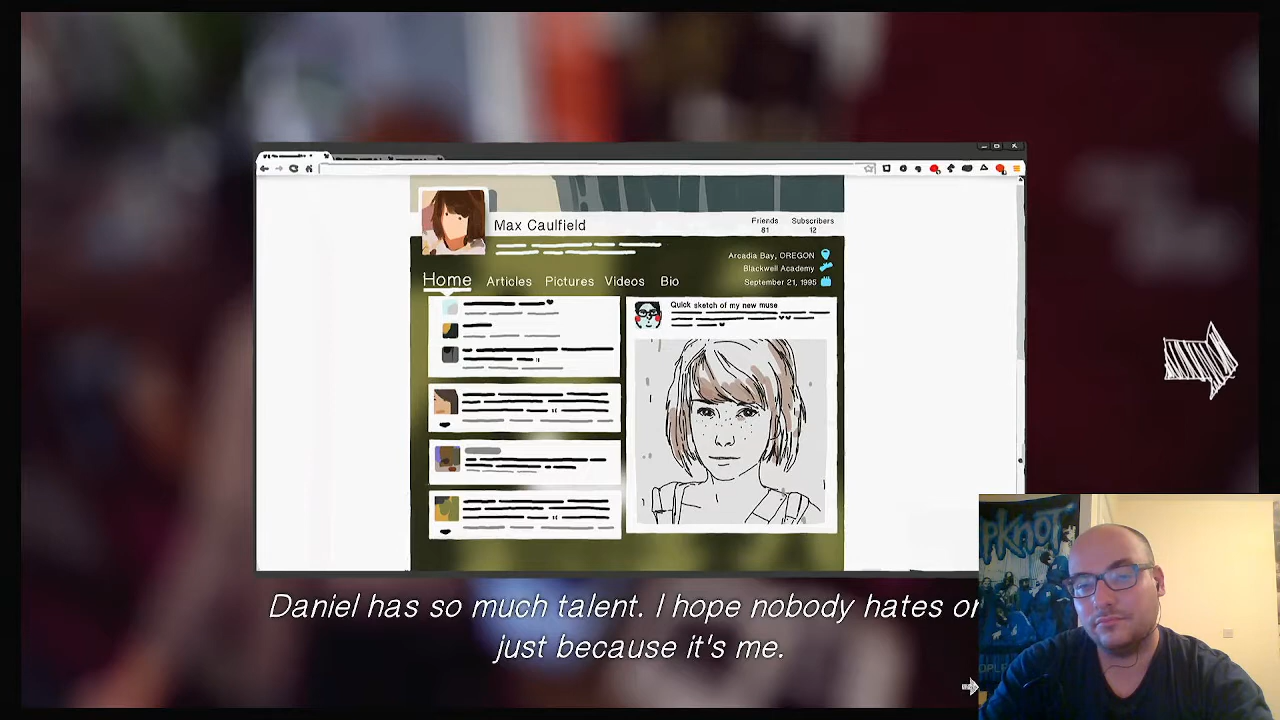 Max Caulfield
Friends
81
Subscribers
12
Arcadia Bay, OREGON
Blackwell Academy
September 21, 1995
Home
Articles
Pictures
Videos
Bio
Quick sketch of my new muse
Daniel has so much talent. I hope nobody hates on
just because it's me.
PKNOT